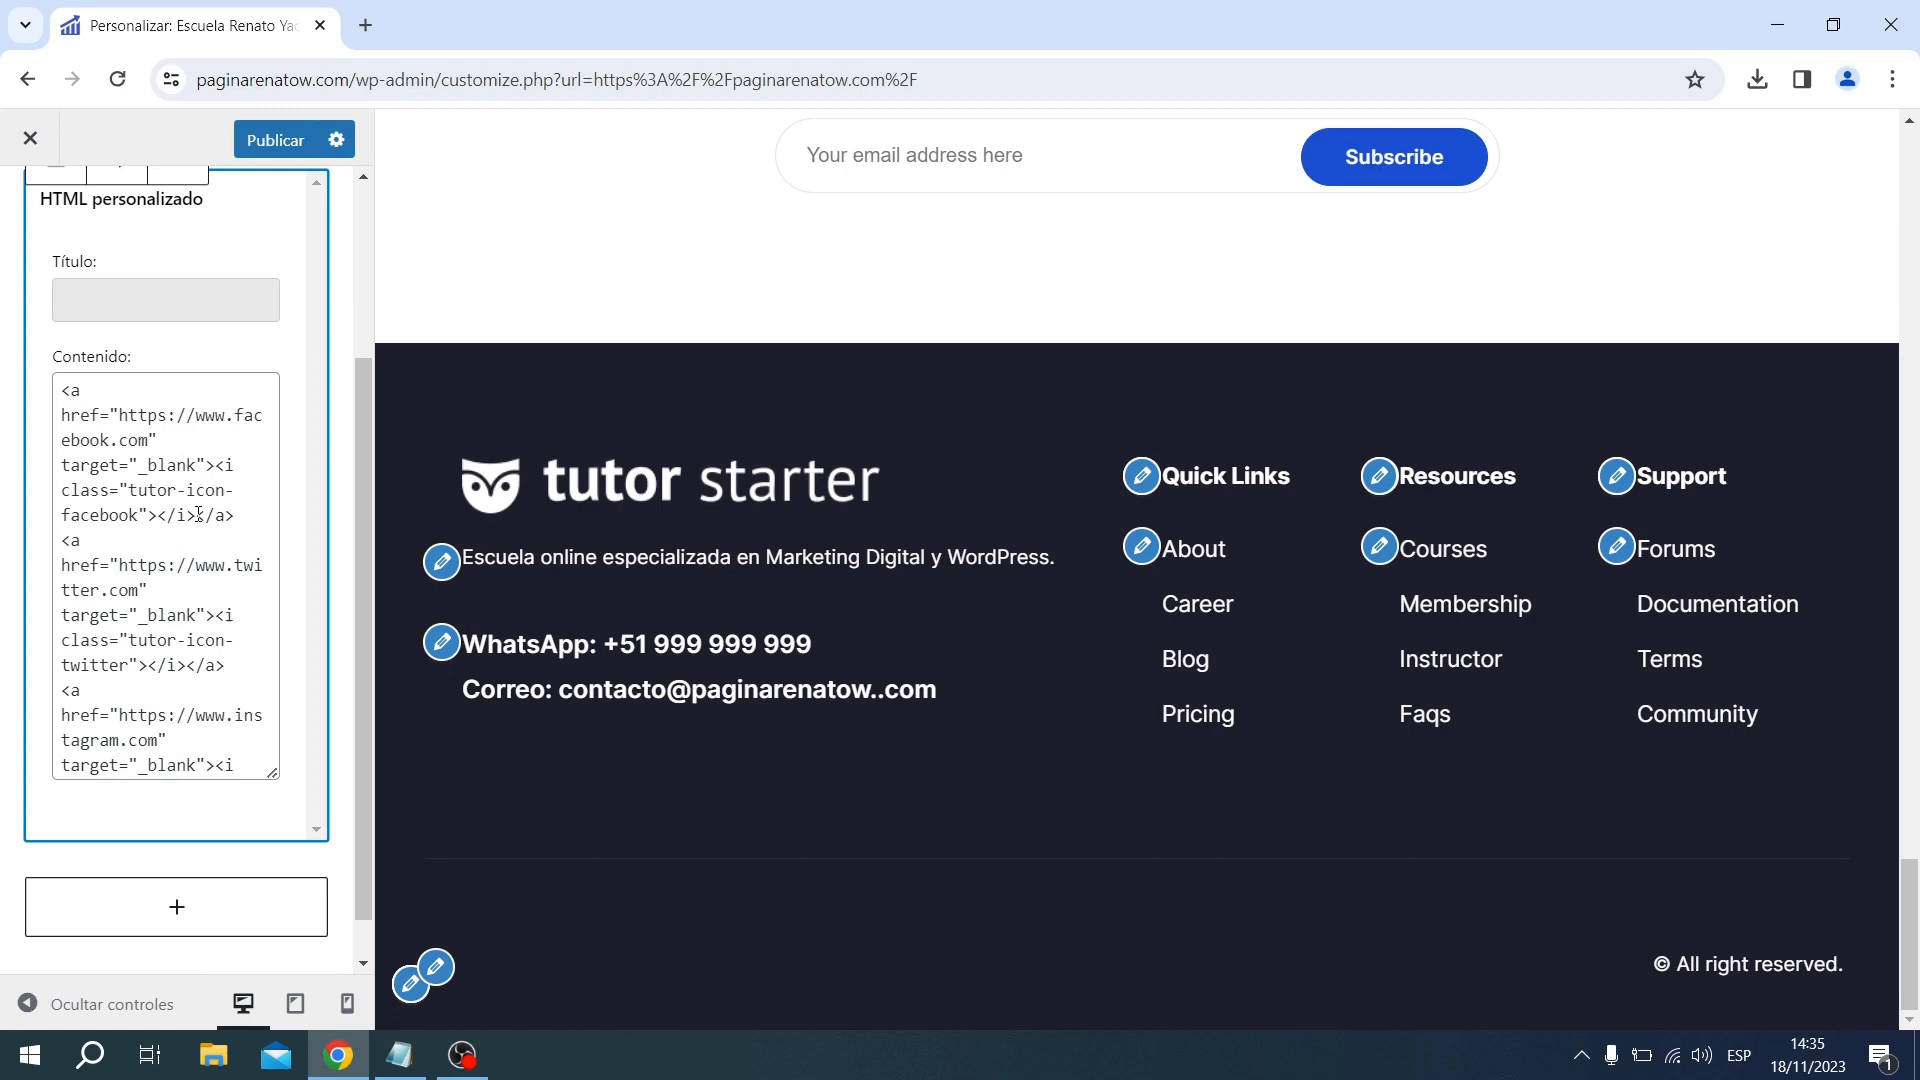 Personalizar: Escuela Renato Yac
paginarenatow.com/wp-admin/customize.php?url=https%3A%2F%2Fpaginarenatow.com%2F
Publicar
HTML personalizado
Título:
Contenido:
<a
href="https://www.fac
ebook.com"
target="_blank"><i
class="tutor-icon-
facebook"></i></a>
<a
href="https://www.twi
tter.com"
target="_blank"><i
class="tutor-icon-
twitter"></i></a>
<a
href="https://www.ins
tagram.com"
target="_blank"><i
+
Ocultar controles
Your email address here
Subscribe
tutor starter
Escuela online especializada en Marketing Digital y WordPress.
WhatsApp: +51 999 999 999
Correo: contacto@paginarenatow..com
Quick Links
About
Career
Blog
Pricing
Resources
Courses
Membership
Instructor
Faqs
Support
Forums
Documentation
Terms
Community
© All right reserved.
ESP
14:35
18/11/2023
1